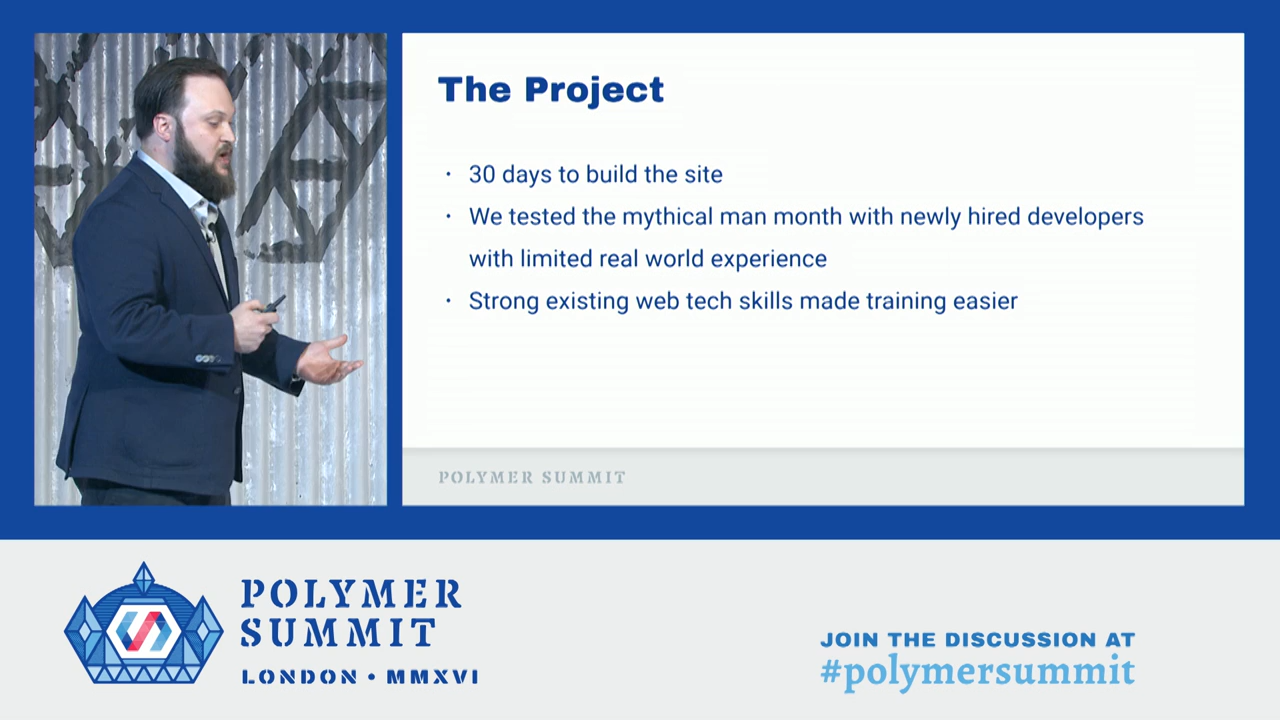 The Project
· 30 days to build the site
· We tested the mythical man month with newly hired developers
with limited real world experience
· Strong existing web tech skills made training easier
POLYMER SUMMIT
POLYMER
SUMMIT
LONDON • MMXVI
JOIN THE DISCUSSION AT
#polymersummit